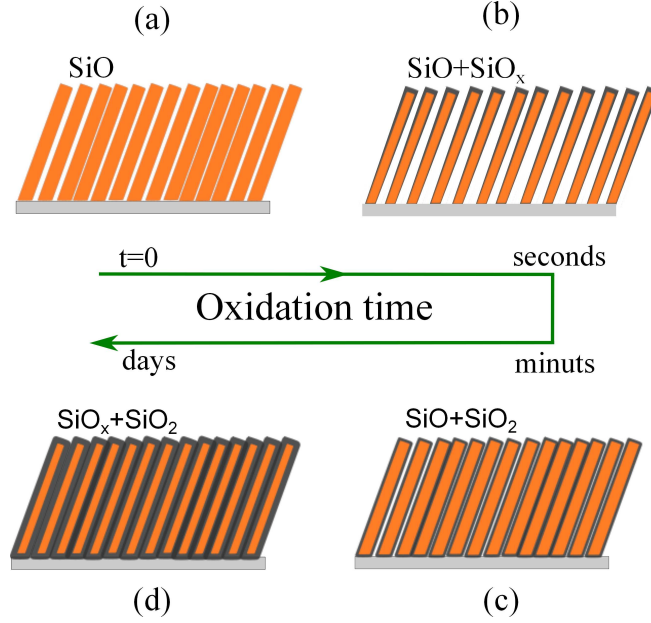 (a)
SiO
(b)
SiO+SiOₓ
t=0
seconds
Oxidation time
days
minuts
SiOₓ+SiO₂
(d)
SiO+SiO₂
(c)